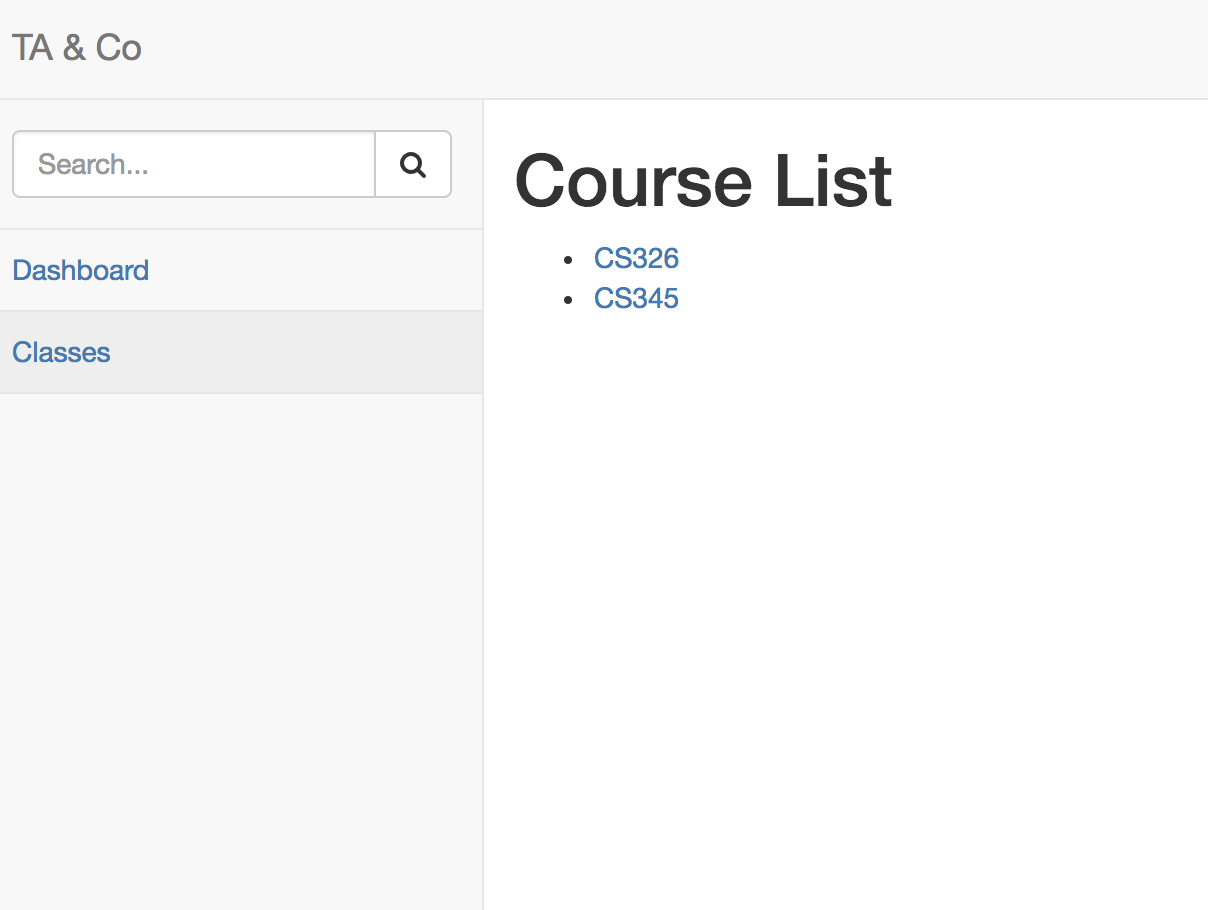 TA & Co
Search...
Dashboard
Classes
Course List
CS326
CS345